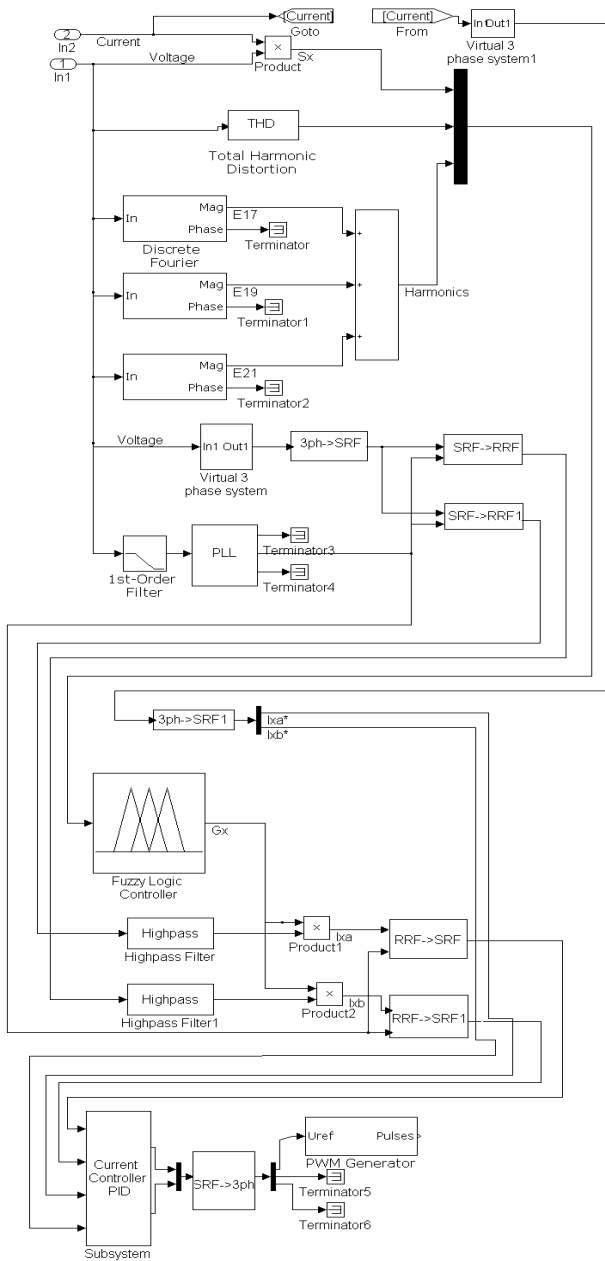 [Current]
Goto
2
In2
Current
[Current]
From
In1 Out1
Virtual 3
phase system1
1
In1
Voltage
×
Product
Sx
THD
Total Harmonic
Distortion
In
Mag
Phase
E17
Terminator
Discrete
Fourier
In
Mag
Phase
E19
Terminator1
Harmonics
+
+
+
In
Mag
Phase
E21
Terminator2
Voltage
In1 Out1
Virtual 3
phase system
3ph->SRF
SRF->RRF
SRF->RRF1
1st-Order
Filter
PLL
Terminator3
Terminator4
3ph->SRF1
Ixa*
Ixb*
Gx
Fuzzy Logic
Controller
Highpass
Highpass Filter
×
Product1
Ixa
RRF->SRF
Highpass
Highpass Filter1
×
Product2
Ixb
RRF->SRF1
Current
Controller
PID
Subsystem
SRF->3ph
Uref
Pulses
PWM Generator
Terminator5
Terminator6